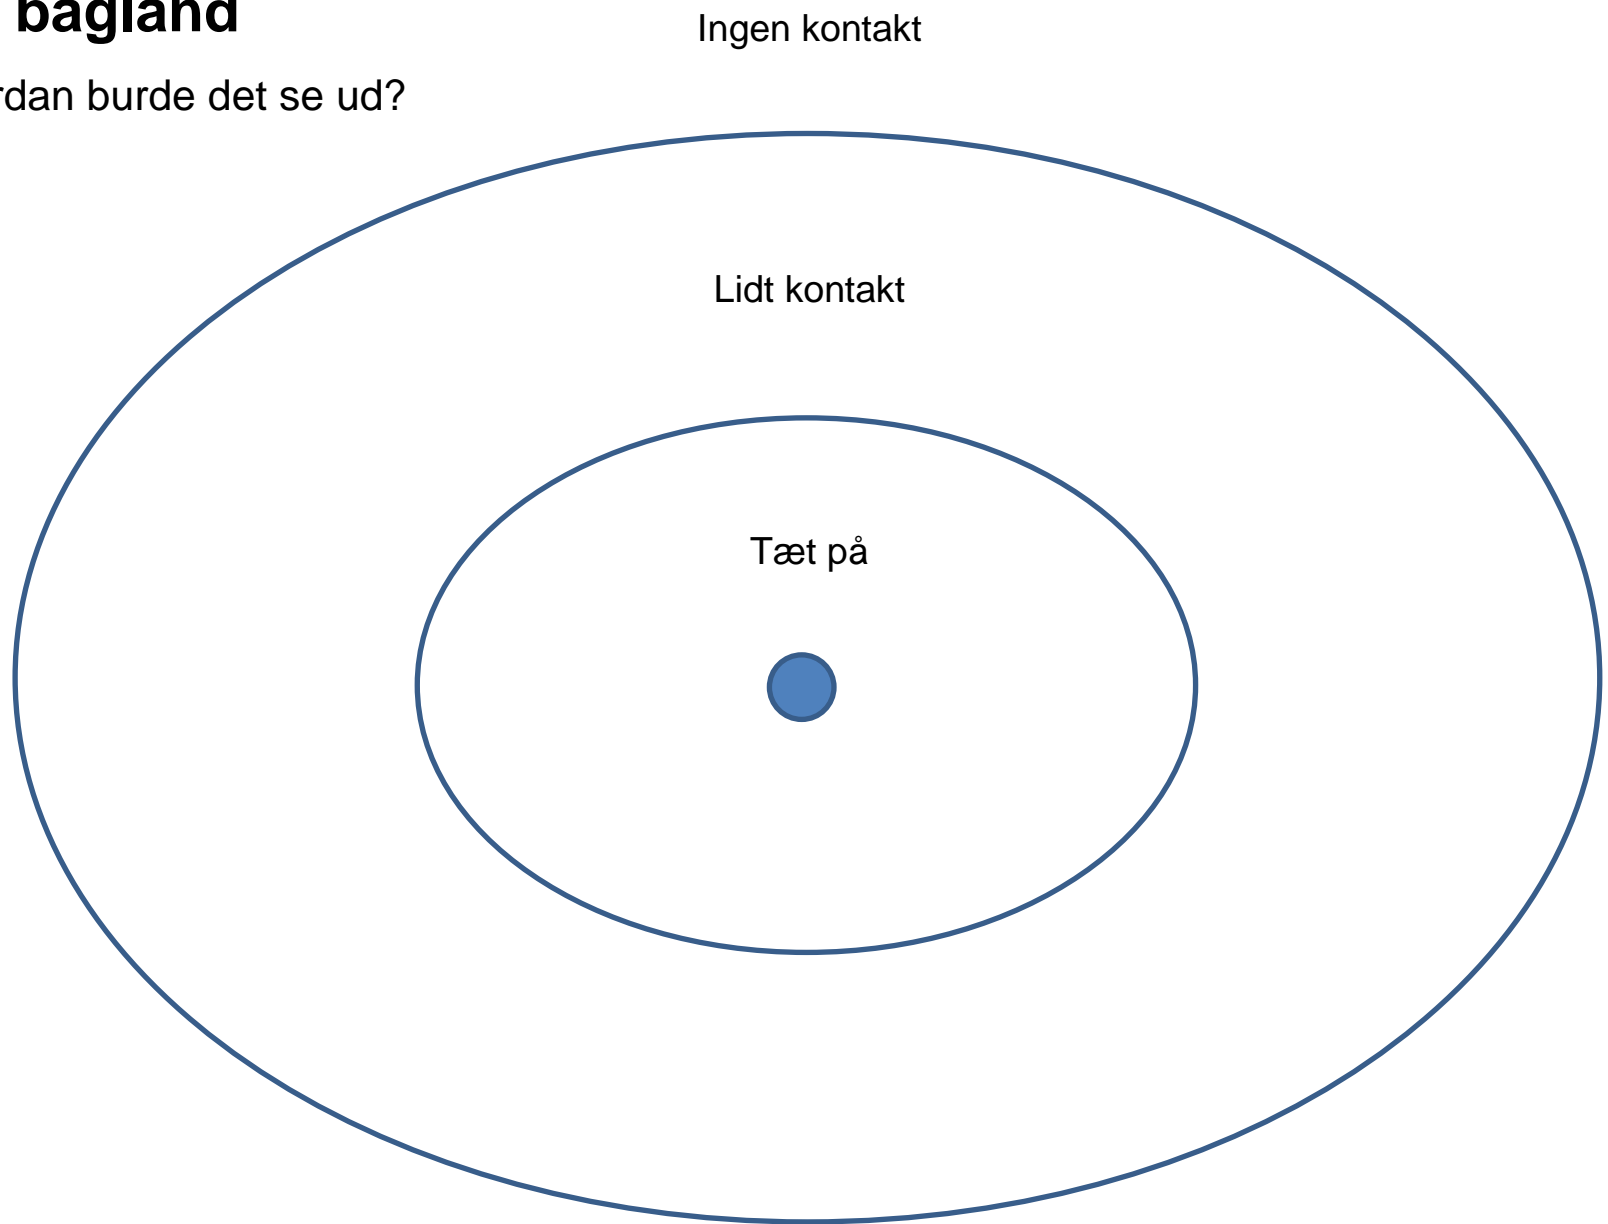 bagland
rdan burde det se ud?
Ingen kontakt
Lidt kontakt
Tæt på